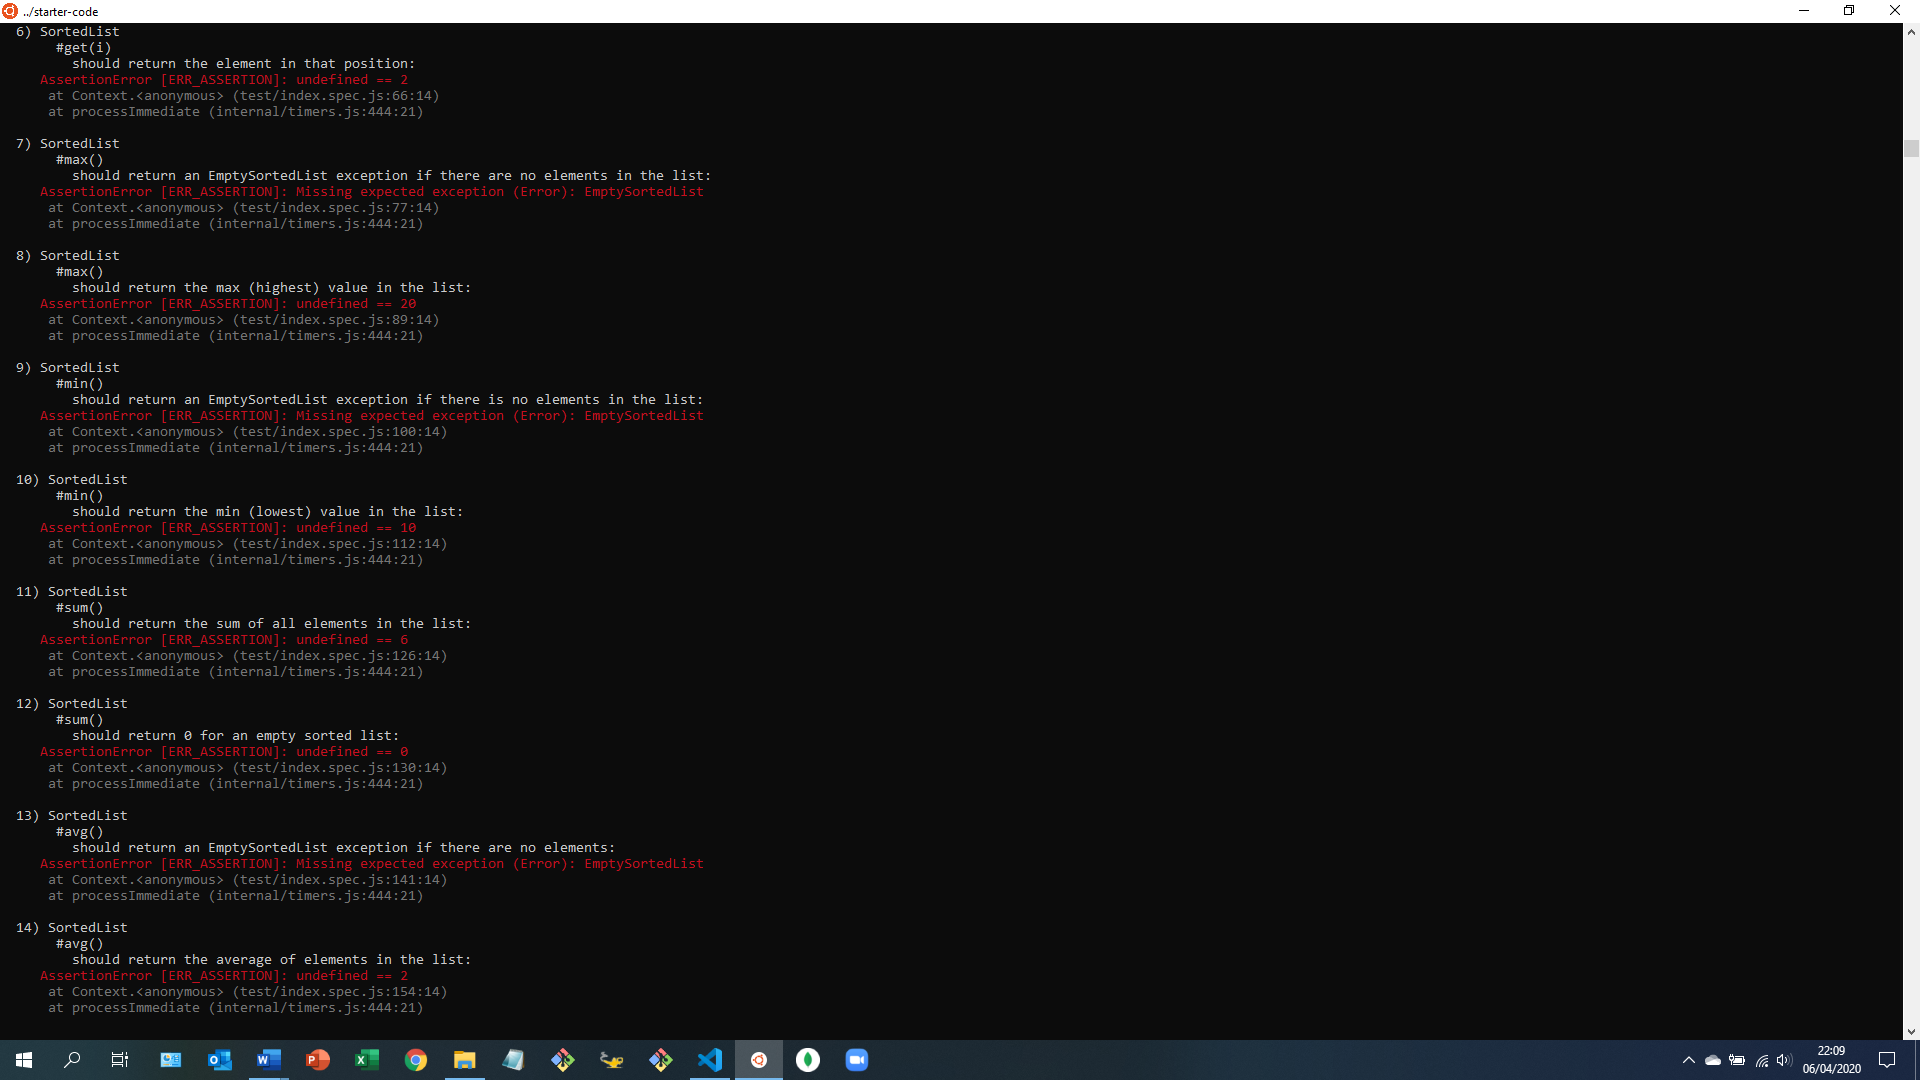 ../starter-code
6) SortedList
#get(i)
should return the element in that position:
AssertionError [ERR_ASSERTION]: undefined == 2
at Context.<anonymous> (test/index.spec.js:66:14)
at processImmediate (internal/timers.js:444:21)
7) SortedList
#max()
should return an EmptySortedList exception if there are no elements in the list:
AssertionError [ERR_ASSERTION]: Missing expected exception (Error): EmptySortedList
at Context.<anonymous> (test/index.spec.js:77:14)
at processImmediate (internal/timers.js:444:21)
8) SortedList
#max()
should return the max (highest) value in the list:
AssertionError [ERR_ASSERTION]: undefined == 20
at Context.<anonymous> (test/index.spec.js:89:14)
at processImmediate (internal/timers.js:444:21)
9) SortedList
#min()
should return an EmptySortedList exception if there is no elements in the list:
AssertionError [ERR_ASSERTION]: Missing expected exception (Error): EmptySortedList
at Context.<anonymous> (test/index.spec.js:100:14)
at processImmediate (internal/timers.js:444:21)
10) SortedList
#min()
should return the min (lowest) value in the list:
AssertionError [ERR_ASSERTION]: undefined == 10
at Context.<anonymous> (test/index.spec.js:112:14)
at processImmediate (internal/timers.js:444:21)
11) SortedList
#sum()
should return the sum of all elements in the list:
AssertionError [ERR_ASSERTION]: undefined == 6
at Context.<anonymous> (test/index.spec.js:126:14)
at processImmediate (internal/timers.js:444:21)
12) SortedList
#sum()
should return 0 for an empty sorted list:
AssertionError [ERR_ASSERTION]: undefined == 0
at Context.<anonymous> (test/index.spec.js:130:14)
at processImmediate (internal/timers.js:444:21)
13) SortedList
#avg()
should return an EmptySortedList exception if there are no elements:
AssertionError [ERR_ASSERTION]: Missing expected exception (Error): EmptySortedList
at Context.<anonymous> (test/index.spec.js:141:14)
at processImmediate (internal/timers.js:444:21)
14) SortedList
#avg()
should return the average of elements in the list:
AssertionError [ERR_ASSERTION]: undefined == 2
at Context.<anonymous> (test/index.spec.js:154:14)
at processImmediate (internal/timers.js:444:21)
22:09
06/04/2020